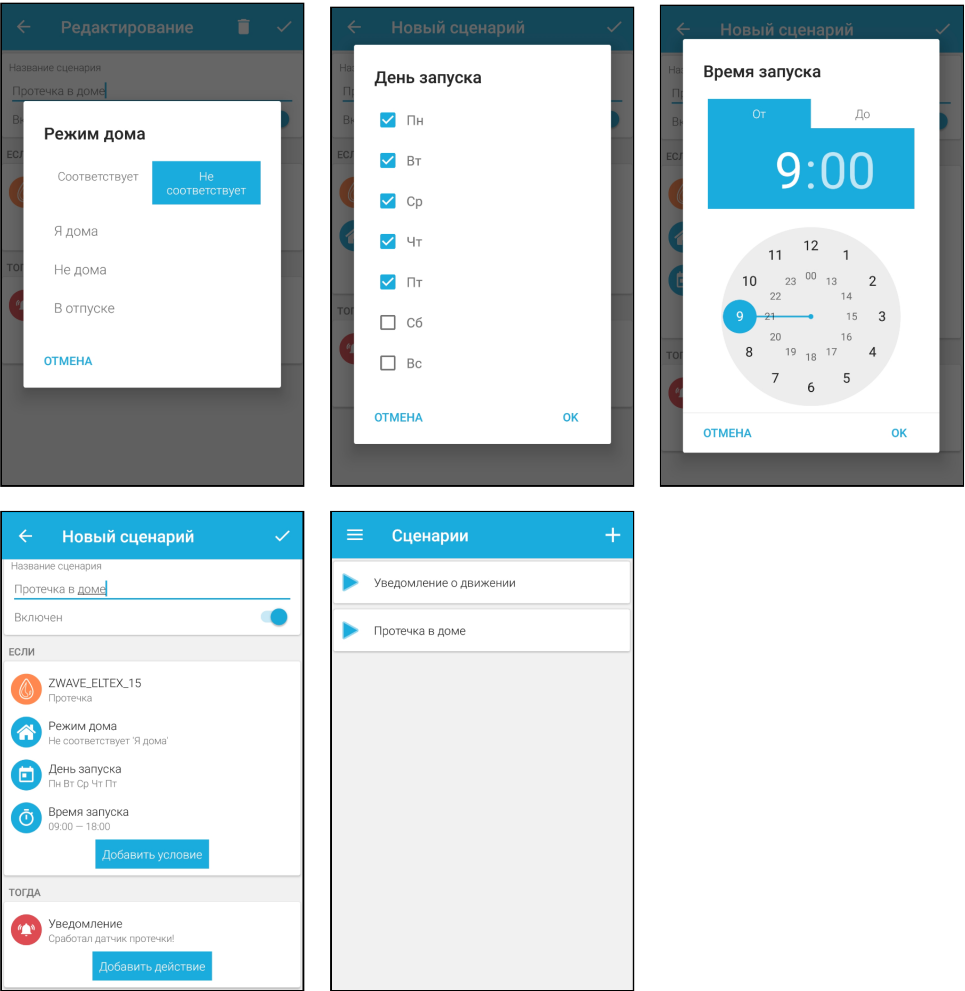 Редактирование
Название сценария
Протечка в доме
Режим дома
Соответствует
Не
соответствует
Я дома
Не дома
В отпуске
ОТМЕНА
Новый сценарий
День запуска
Пн
Вт
Ср
Чт
Пт
Сб
Вс
ОТМЕНА
ОК
Новый сценарий
Время запуска
От
До
9:00
12
11
1
10
23
00
13
2
22
14
9
21
15
3
20
16
8
19
18
17
4
7
6
5
ОТМЕНА
ОК
Новый сценарий
Название сценария
Протечка в доме
Включен
ЕСЛИ
ZWAVE_ELTEX_15
Протечка
Режим дома
Не соответствует 'Я дома'
День запуска
Пн Вт Ср Чт Пт
Время запуска
09:00 — 18:00
Добавить условие
ТОГДА
Уведомление
Сработал датчик протечки!
Добавить действие
Сценарии
Уведомление о движении
Протечка в доме